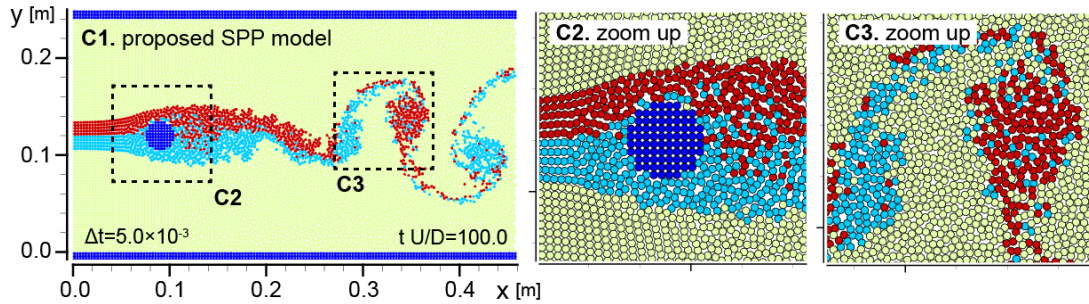 y [m]
C1. proposed SPP model
C2. zoom up
C3. zoom up
0.2
0.1
C2
C3
Δt=5.0×10⁻³
t U/D=100.0
0.0
0.0
0.1
0.2
0.3
0.4
x [m]